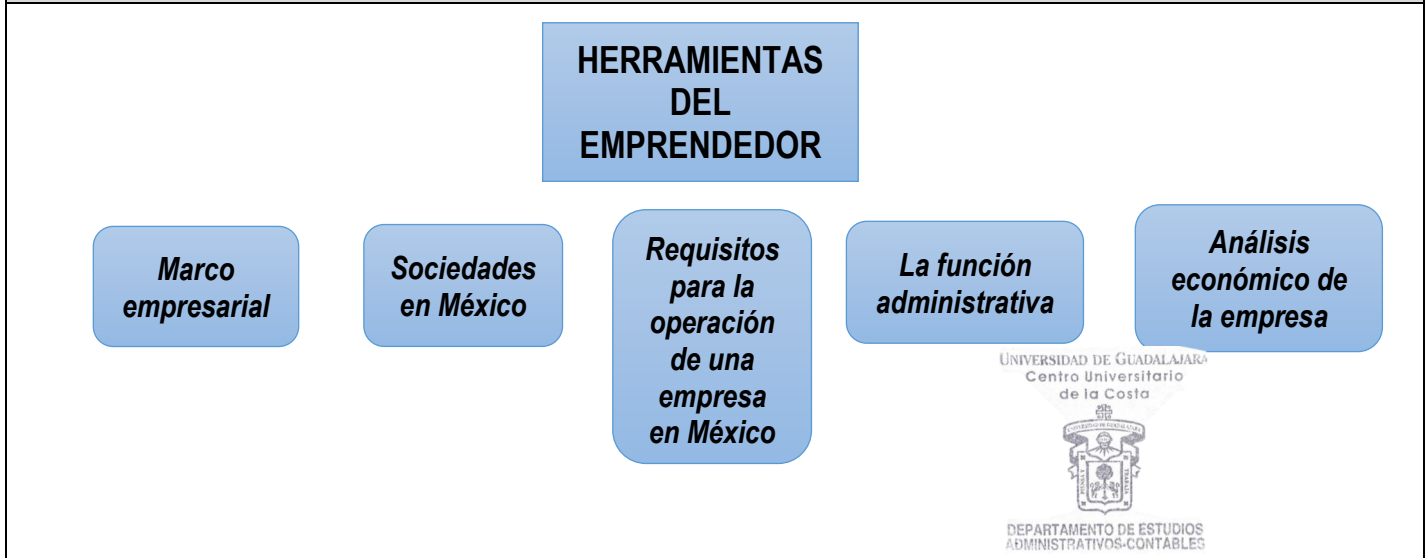 HERRAMIENTAS
DEL
EMPRENDEDOR
Marco
empresarial
Sociedades
en México
Requisitos
para la
operación
de una
empresa
en México
La función
administrativa
Análisis
económico de
la empresa
UNIVERSIDAD DE GUADALAJARA
Centro Universitario
de la Costa
DEPARTAMENTO DE ESTUDIOS
ADMINISTRATIVOS-CONTABLES